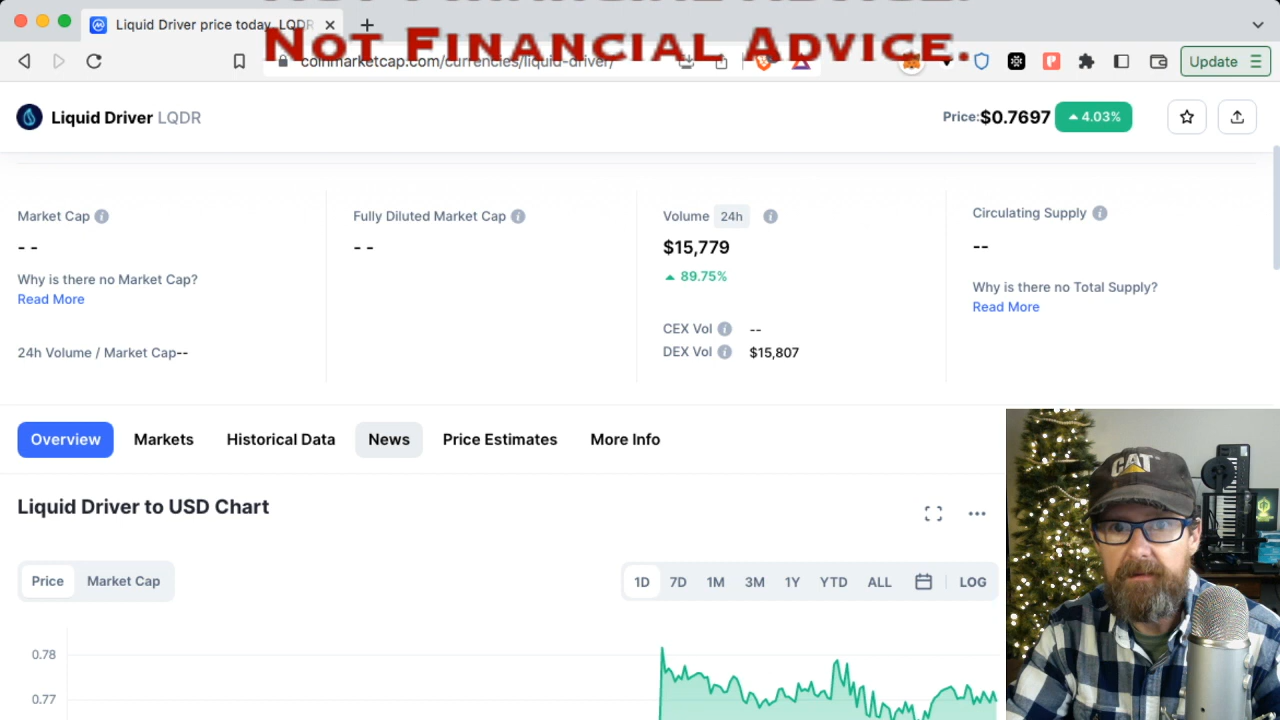 Liquid Driver price today, LQDR
Not Financial Advice.
coinmarketcap.com/currencies/liquid-driver/
Update
Liquid Driver LQDR
Price:$0.7697
4.03%
Market Cap
- -
Why is there no Market Cap?
Read More
24h Volume / Market Cap--
Fully Diluted Market Cap
- -
Volume 24h
$15,779
89.75%
CEX Vol --
DEX Vol $15,807
Circulating Supply
--
Why is there no Total Supply?
Read More
Overview Markets Historical Data News Price Estimates More Info
Liquid Driver to USD Chart
Price Market Cap
1D 7D 1M 3M 1Y YTD ALL LOG
0.78
0.77
CAT